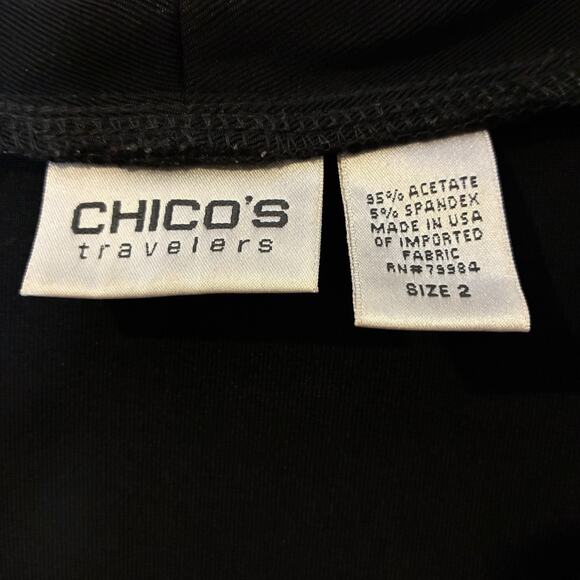 CHICO'S
travelers
95% ACETATE
5% SPANDEX
MADE IN USA
OF IMPORTED
FABRIC
RN#79984
SIZE 2